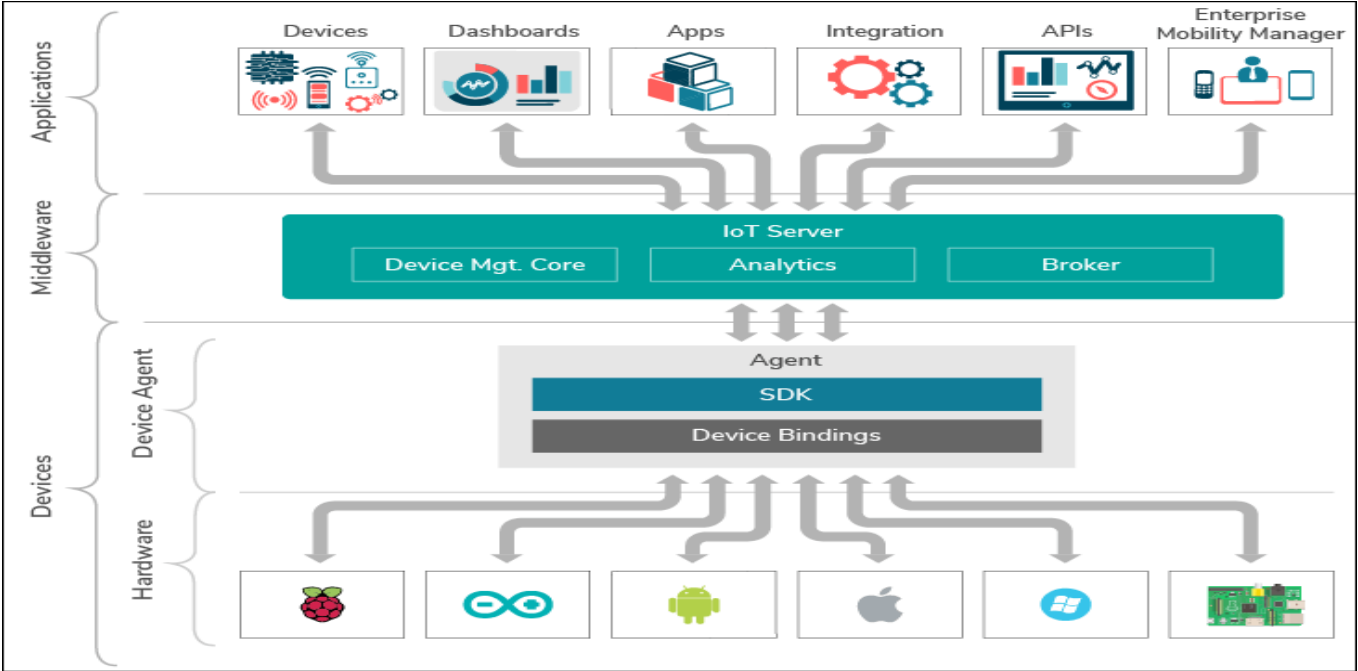 Applications
Devices
Dashboards
Apps
Integration
APIs
Enterprise
Mobility Manager
Middleware
IoT Server
Device Mgt. Core
Analytics
Broker
Devices
Device Agent
Agent
SDK
Device Bindings
Hardware